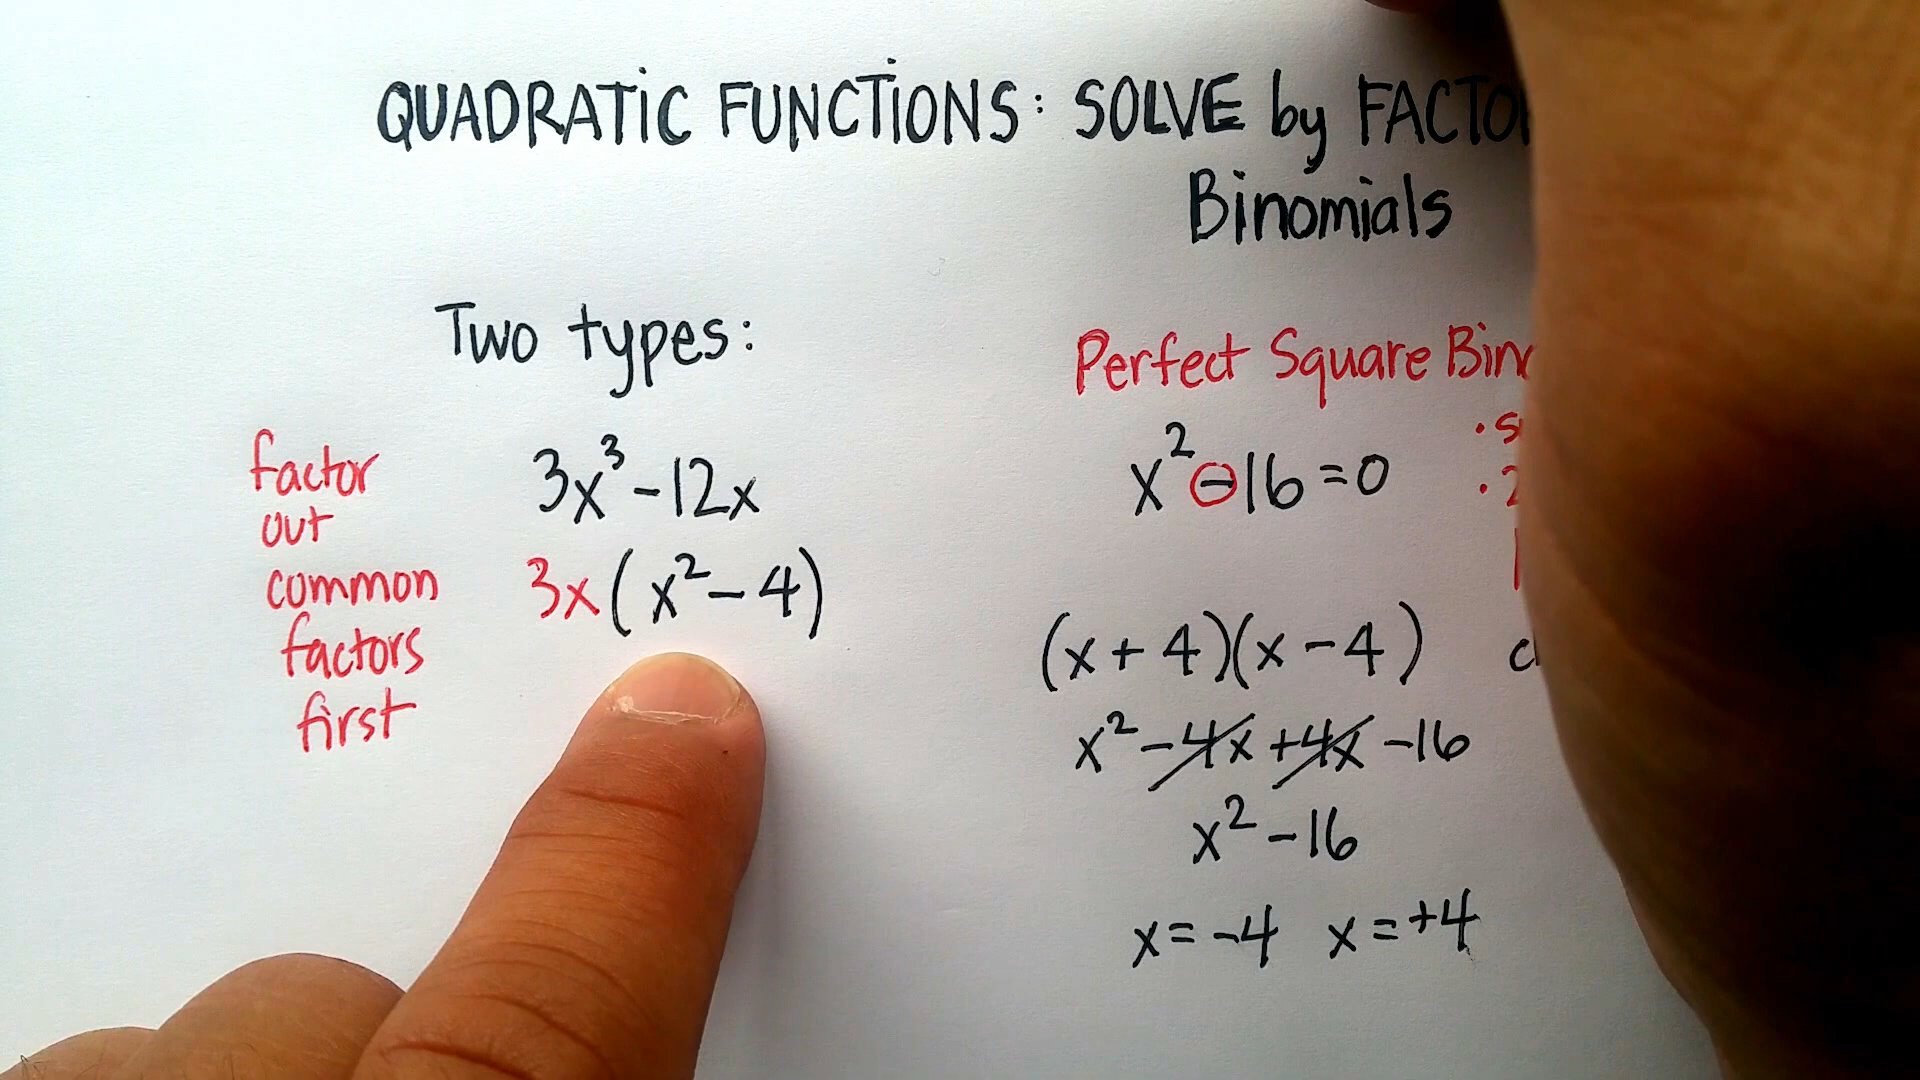 QUADRATIC FUNCTIONS: SOLVE by
Binomials
Two types:
factor
out
common
factors
first
3x³-12x
3x(x²-4)
Perfect Square
x²-16=0
(x+4)(x-4)
x²-4x+4x-16
x²-16
x=-4 x=+4